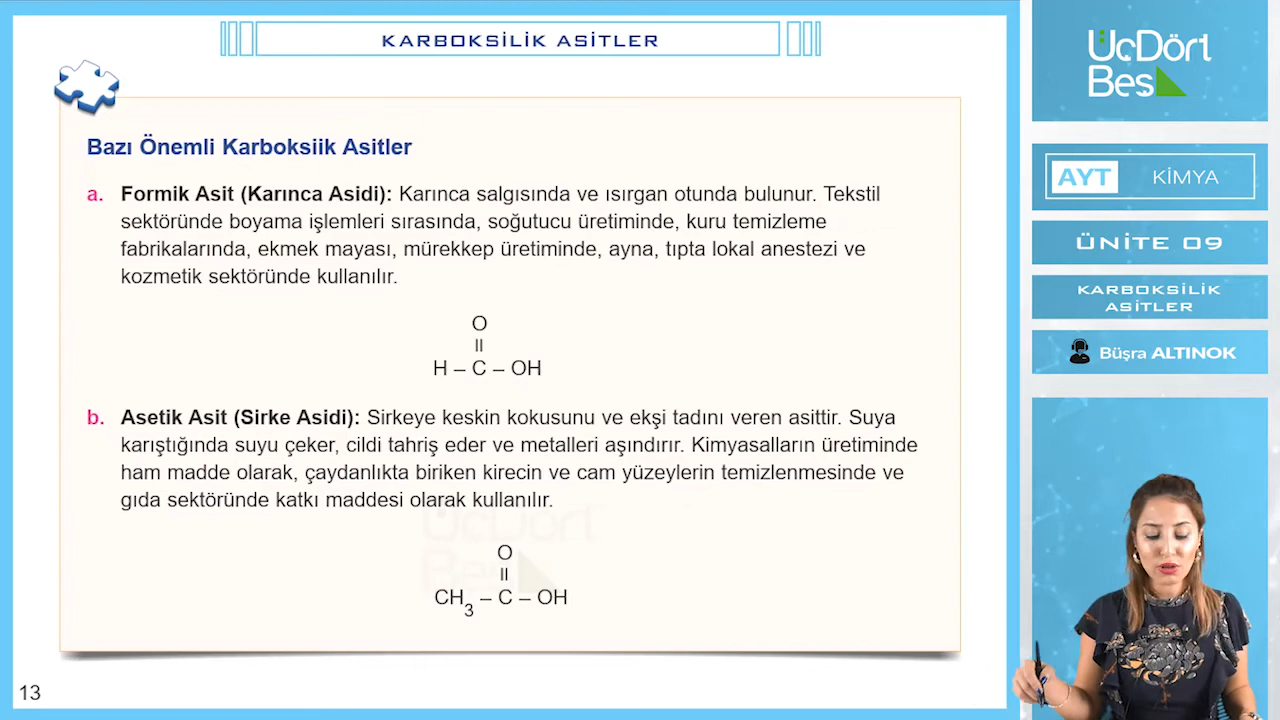 KARBOKSİLİK ASİTLER
Bazı Önemli Karboksiik Asitler
a. Formik Asit (Karınca Asidi): Karınca salgısında ve ısırgan otunda bulunur. Tekstil
sektöründe boyama işlemleri sırasında, soğutucu üretiminde, kuru temizleme
fabrikalarında, ekmek mayası, mürekkep üretiminde, ayna, tıpta lokal anestezi ve
kozmetik sektöründe kullanılır.
O
=
H – C – OH
b. Asetik Asit (Sirke Asidi): Sirkeye keskin kokusunu ve ekşi tadını veren asittir. Suya
karıştığında suyu çeker, cildi tahriş eder ve metalleri aşındırır. Kimyasalların üretiminde
ham madde olarak, çaydanlıkta biriken kirecin ve cam yüzeylerin temizlenmesinde ve
gıda sektöründe katkı maddesi olarak kullanılır.
ÜçDört
Beş
O
=
CH3 – C – OH
13
ÜçDört
Beş
AYT KİMYA
ÜNİTE 09
KARBOKSİLİK
ASİTLER
Büşra ALTINOK